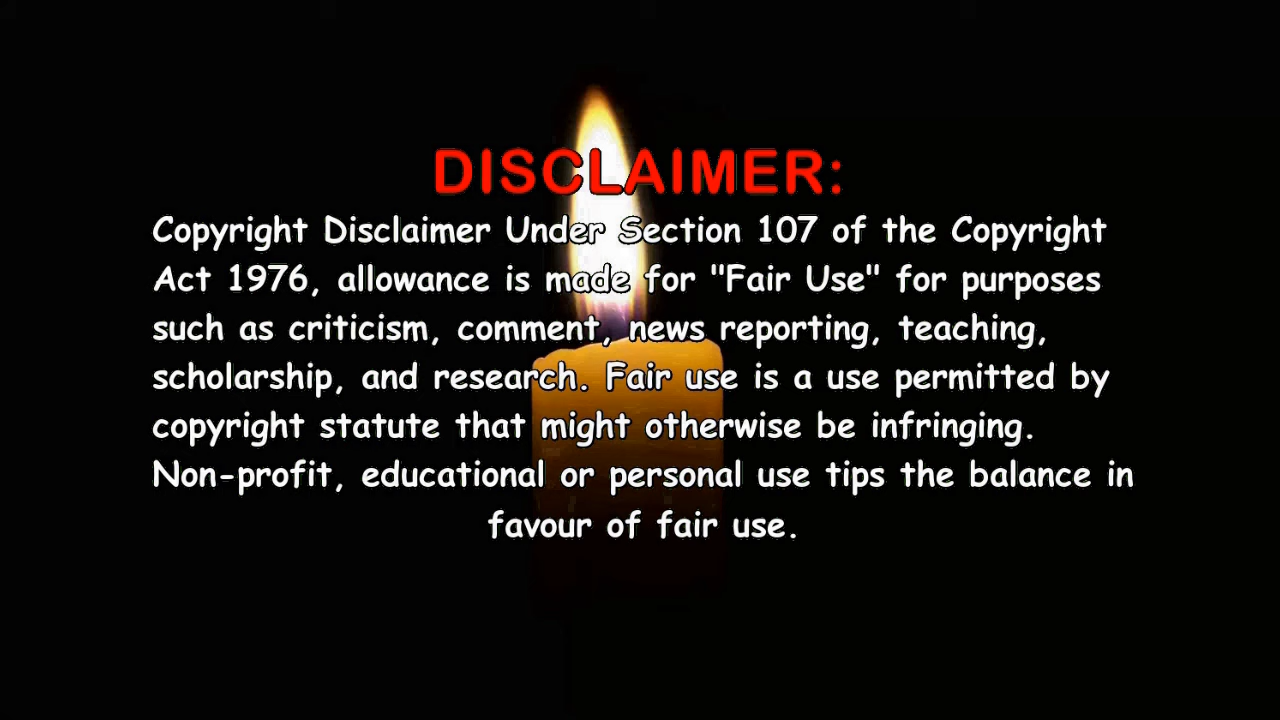 DISCLAIMER:
Copyright Disclaimer Under Section 107 of the Copyright
Act 1976, allowance is made for "Fair Use" for purposes
such as criticism, comment, news reporting, teaching,
scholarship, and research. Fair use is a use permitted by
copyright statute that might otherwise be infringing.
Non-profit, educational or personal use tips the balance in
favour of fair use.